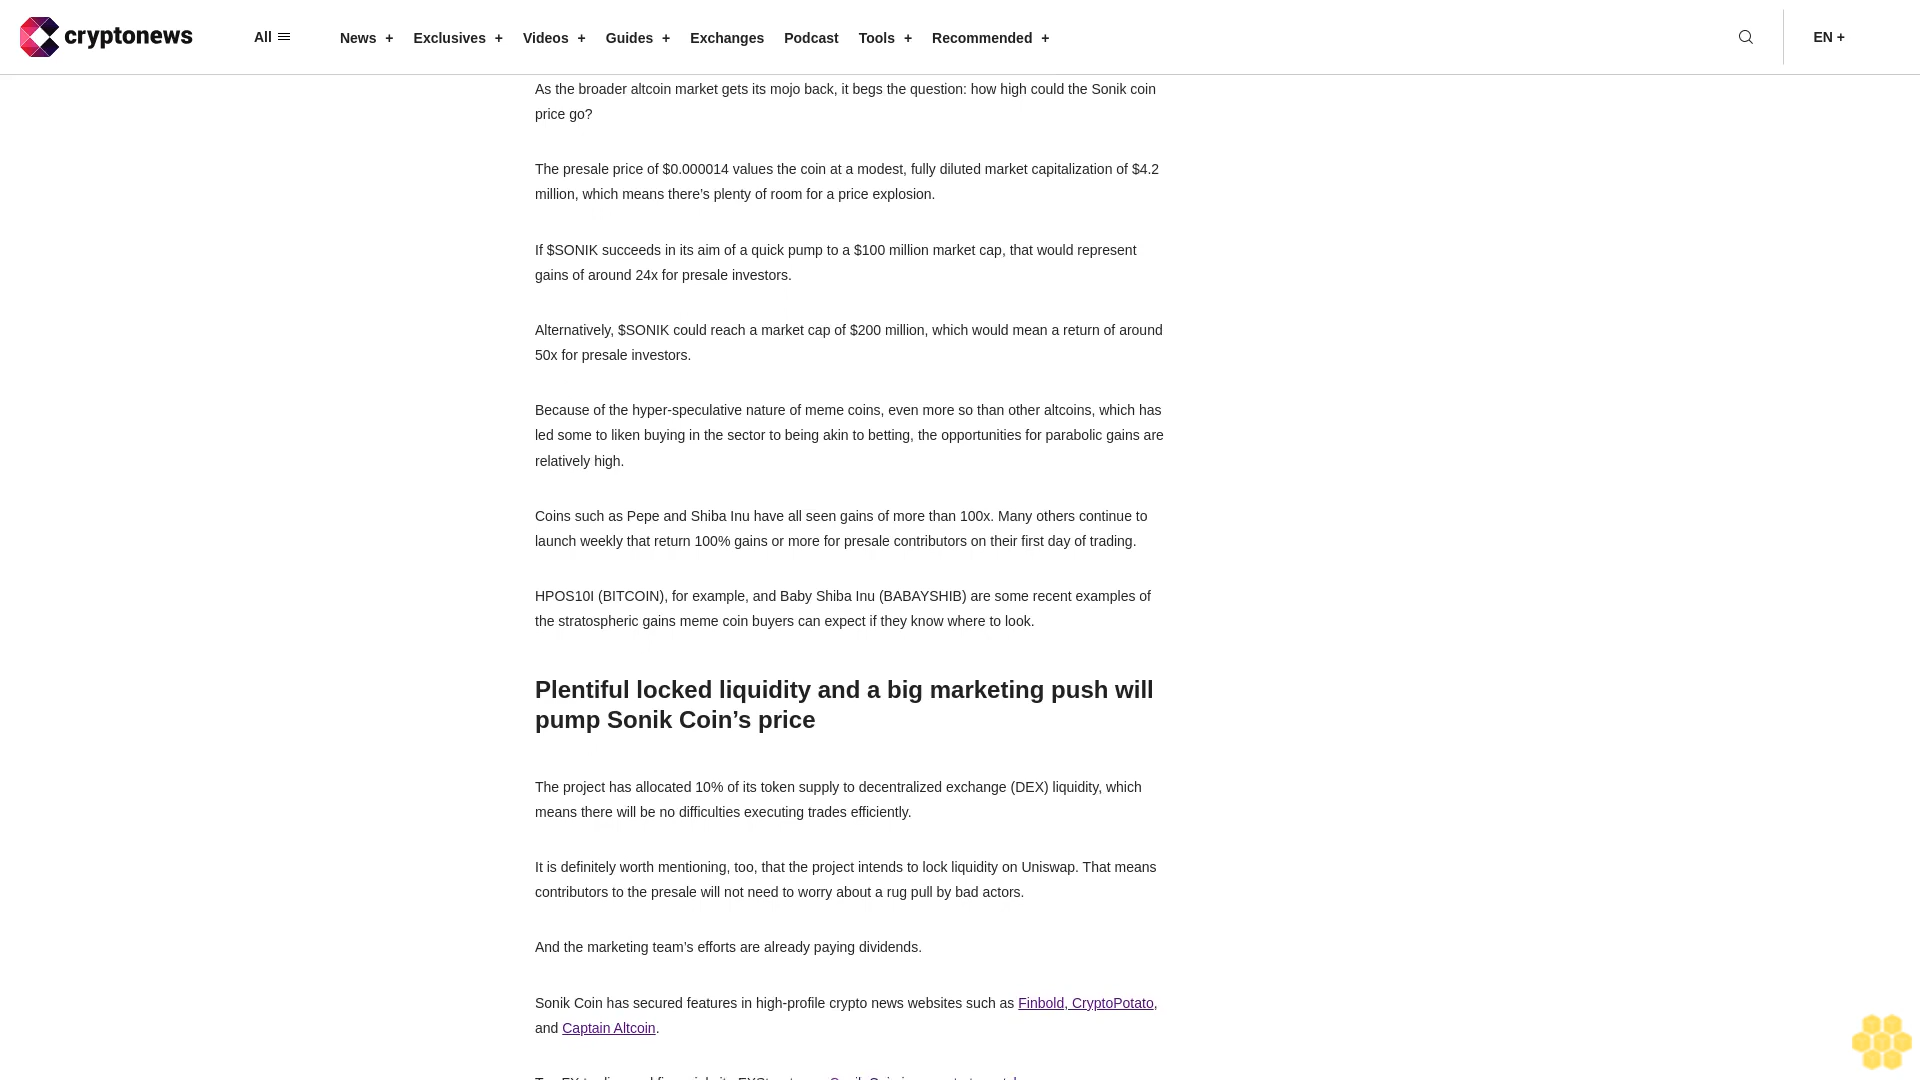 cryptonews
All
News +
Exclusives +
Videos +
Guides +
Exchanges
Podcast
Tools +
Recommended +
EN +
As the broader altcoin market gets its mojo back, it begs the question: how high could the Sonik coin
price go?
The presale price of $0.000014 values the coin at a modest, fully diluted market capitalization of $4.2
million, which means there’s plenty of room for a price explosion.
If $SONIK succeeds in its aim of a quick pump to a $100 million market cap, that would represent
gains of around 24x for presale investors.
Alternatively, $SONIK could reach a market cap of $200 million, which would mean a return of around
50x for presale investors.
Because of the hyper-speculative nature of meme coins, even more so than other altcoins, which has
led some to liken buying in the sector to being akin to betting, the opportunities for parabolic gains are
relatively high.
Coins such as Pepe and Shiba Inu have all seen gains of more than 100x. Many others continue to
launch weekly that return 100% gains or more for presale contributors on their first day of trading.
HPOS10I (BITCOIN), for example, and Baby Shiba Inu (BABAYSHIB) are some recent examples of
the stratospheric gains meme coin buyers can expect if they know where to look.
Plentiful locked liquidity and a big marketing push will
pump Sonik Coin’s price
The project has allocated 10% of its token supply to decentralized exchange (DEX) liquidity, which
means there will be no difficulties executing trades efficiently.
It is definitely worth mentioning, too, that the project intends to lock liquidity on Uniswap. That means
contributors to the presale will not need to worry about a rug pull by bad actors.
And the marketing team’s efforts are already paying dividends.
Sonik Coin has secured features in high-profile crypto news websites such as Finbold, CryptoPotato,
and Captain Altcoin.